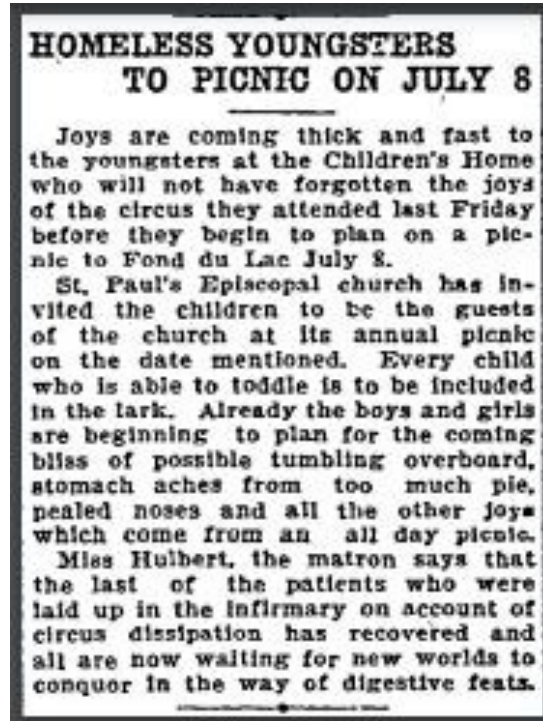 HOMELESS YOUNGSTERS
TO PICNIC ON JULY 8
Joys are coming thick and fast to
the youngsters at the Children's Home
who will not have forgotten the joys
of the circus they attended last Friday
before they begin to plan on a pic-
nic to Fond du Lac July 8.
St. Paul's Episcopal church has in-
vited the children to be the guests
of the church at its annual picnic
on the date mentioned. Every child
who is able to toddle is to be included
in the lark. Already the boys and girls
are beginning to plan for the coming
bliss of possible tumbling overboard,
stomach aches from too much pie,
pealed noses and all the other joys
which come from an all day picnic.
Miss Hulbert, the matron says that
the last of the patients who were
laid up in the infirmary on account of
circus dissipation has recovered and
all are now waiting for new worlds to
conquor in the way of digestive feats.